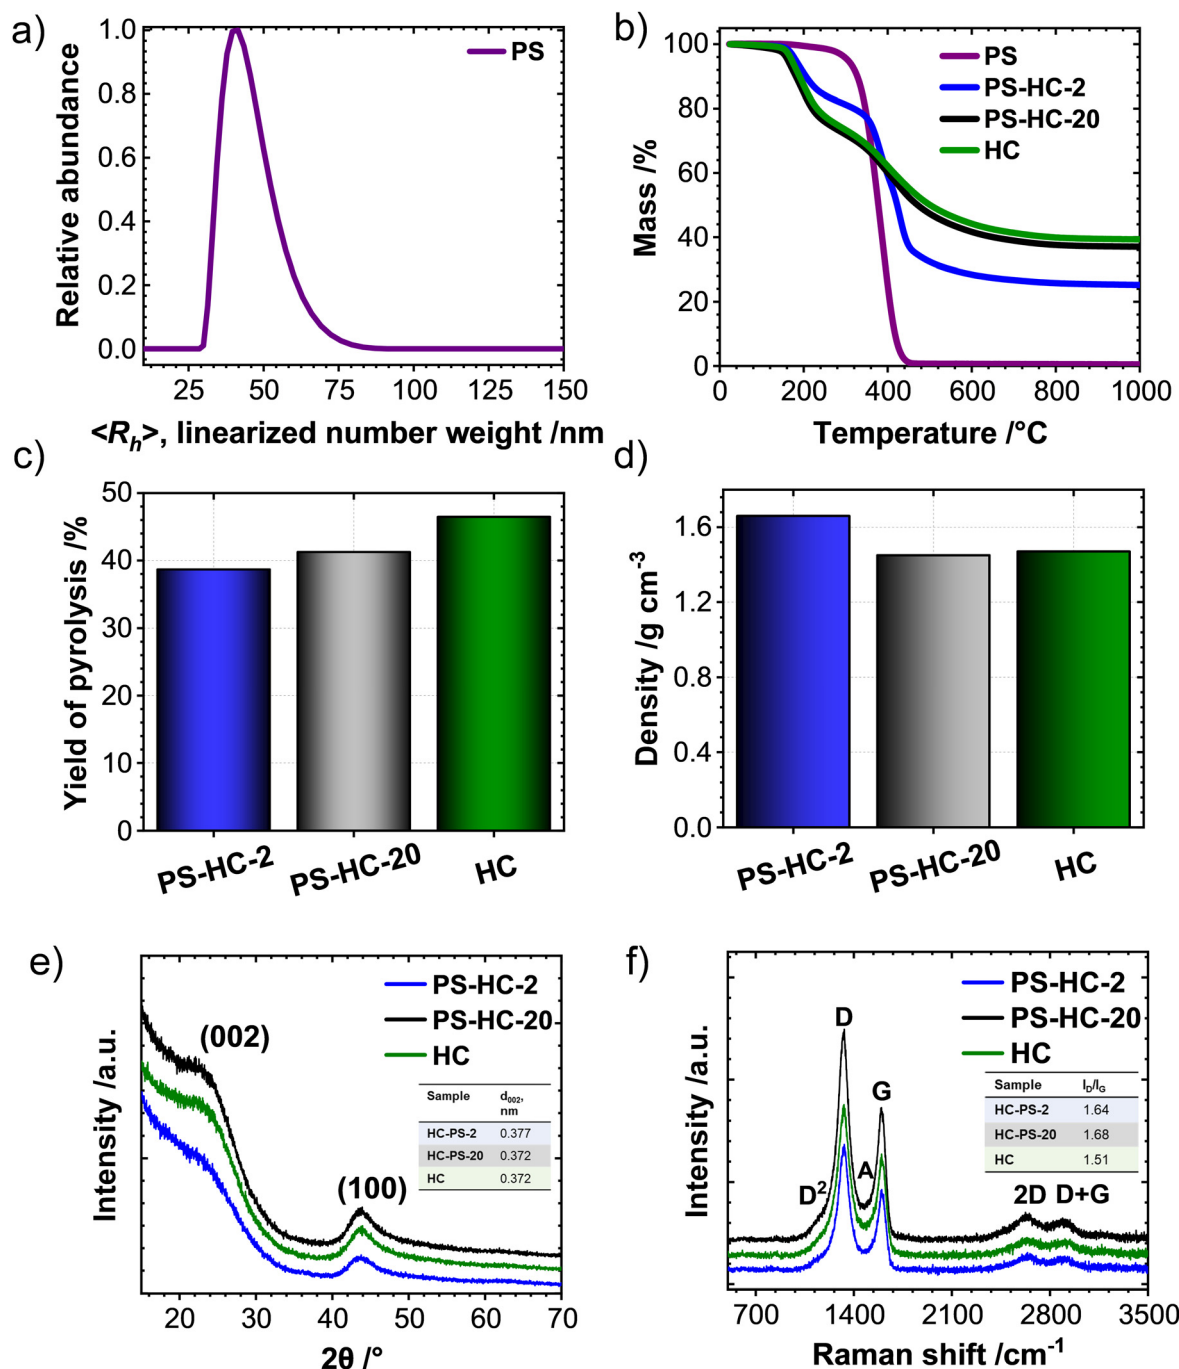 a)
1.0
0.8
0.6
0.4
0.2
0.0
Relative abundance
PS
25 50 75 100 125 150
<Rₕ>, linearized number weight /nm
b)
100
80
60
40
20
0
Mass /%
PS
PS-HC-2
PS-HC-20
HC
0 200 400 600 800 1000
Temperature /°C
c)
50
40
30
20
10
0
Yield of pyrolysis /%
PS-HC-2 PS-HC-20 HC
d)
1.6
1.2
0.8
0.4
0.0
Density /g cm⁻³
PS-HC-2 PS-HC-20 HC
e)
Intensity /a.u.
PS-HC-2
PS-HC-20
HC
(002)
(100)
Sample d₀₀₂, nm
HC-PS-2 0.377
HC-PS-20 0.372
HC 0.372
20 30 40 50 60 70
2θ /°
f)
Intensity /a.u.
PS-HC-2
PS-HC-20
HC
D
G
A
D²
2D D+G
Sample I_D/I_G
HC-PS-2 1.64
HC-PS-20 1.68
HC 1.51
700 1400 2100 2800 3500
Raman shift /cm⁻¹